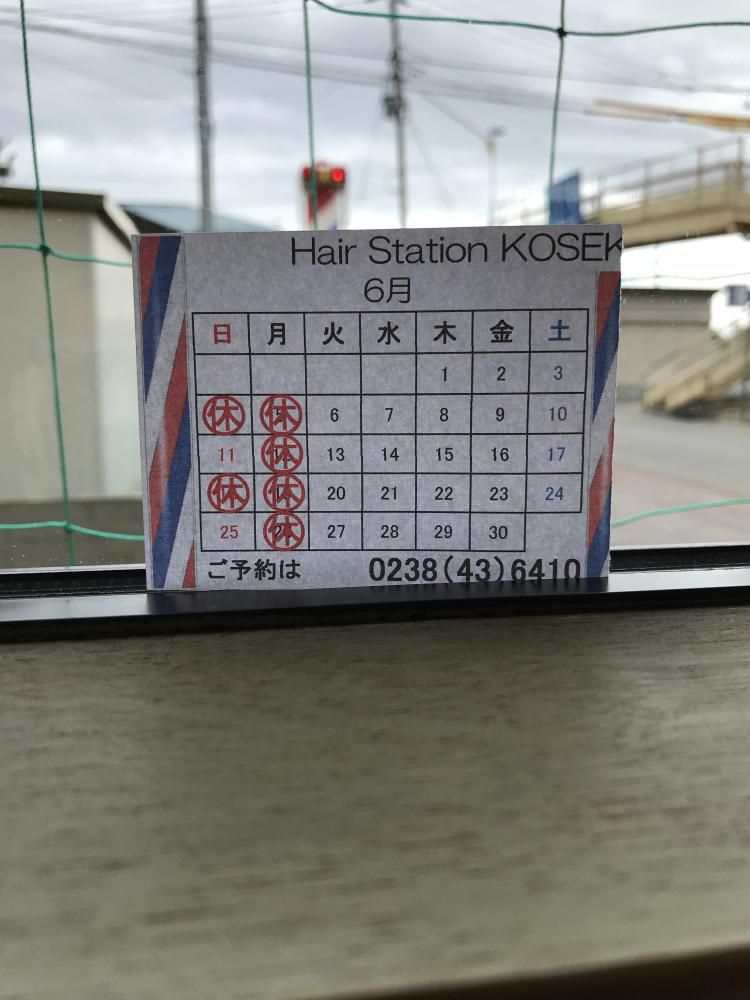 Hair Station KOSEK
6月
日 月 火 水 木 金 土
1 2 3
休 休 6 7 8 9 10
11 休 13 14 15 16 17
休 休 20 21 22 23 24
25 休 27 28 29 30
ご予約は 0238(43)6410